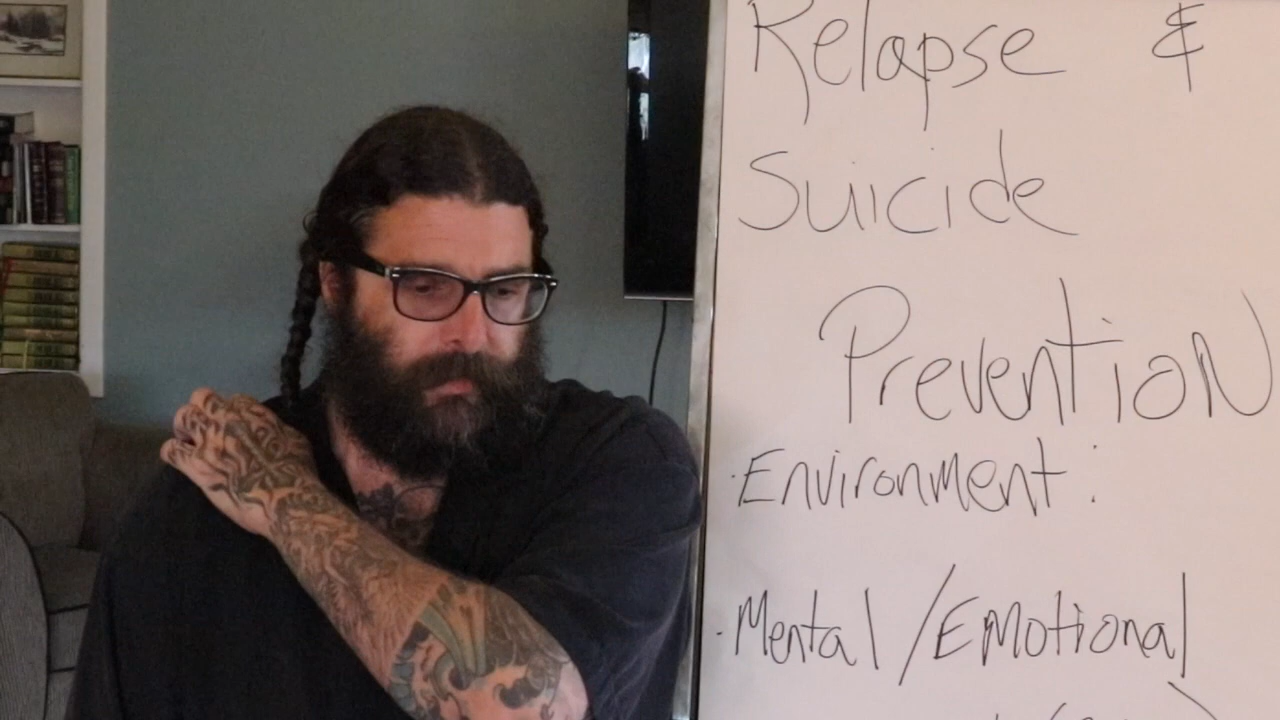 Relapse &
Suicide
Prevention
· Environment:
· Mental/Emotional